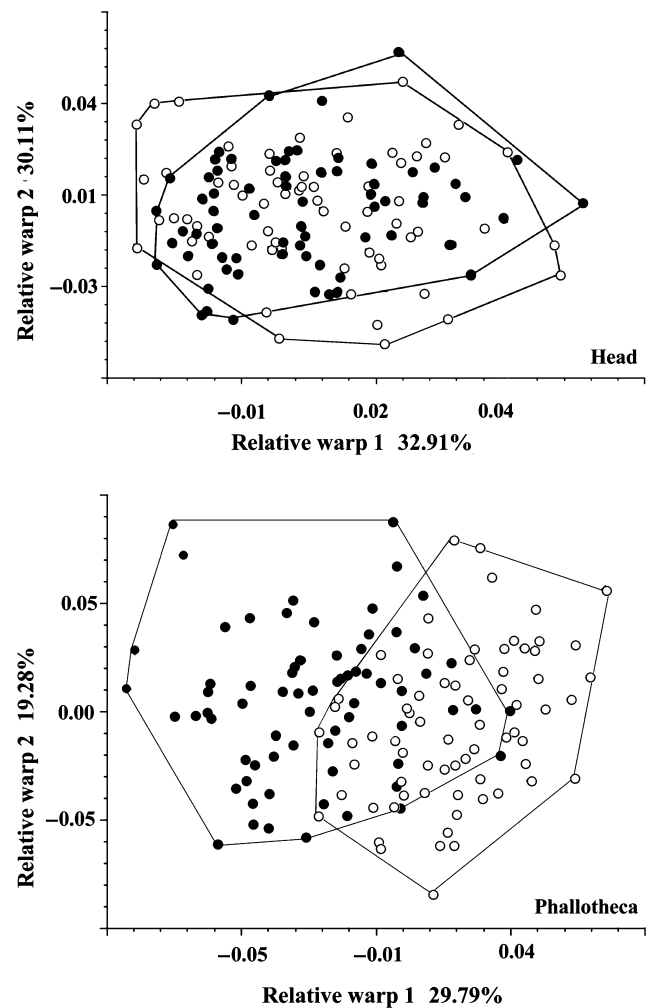 0.04
0.01
−0.03
Relative warp 2 30.11%
Head
−0.01 0.02 0.04
Relative warp 1 32.91%
0.05
0.00
−0.05
Relative warp 2 19.28%
Phallotheca
−0.05 −0.01 0.04
Relative warp 1 29.79%